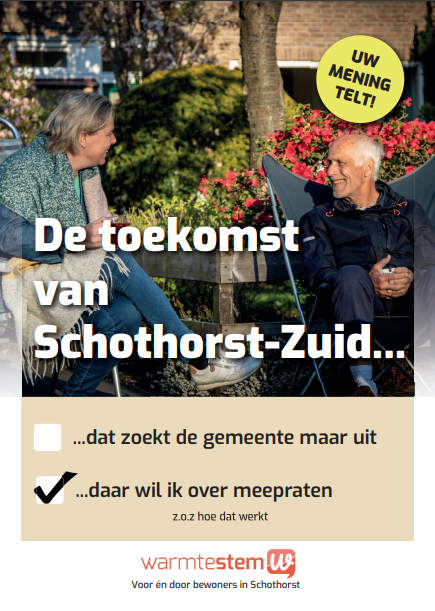 UW
MENING
TELT!
De toekomst
van
Schothorst-Zuid...
...dat zoekt de gemeente maar uit
...daar wil ik over meepraten
z.o.z hoe dat werkt
warmtestem w
Voor én door bewoners in Schothorst